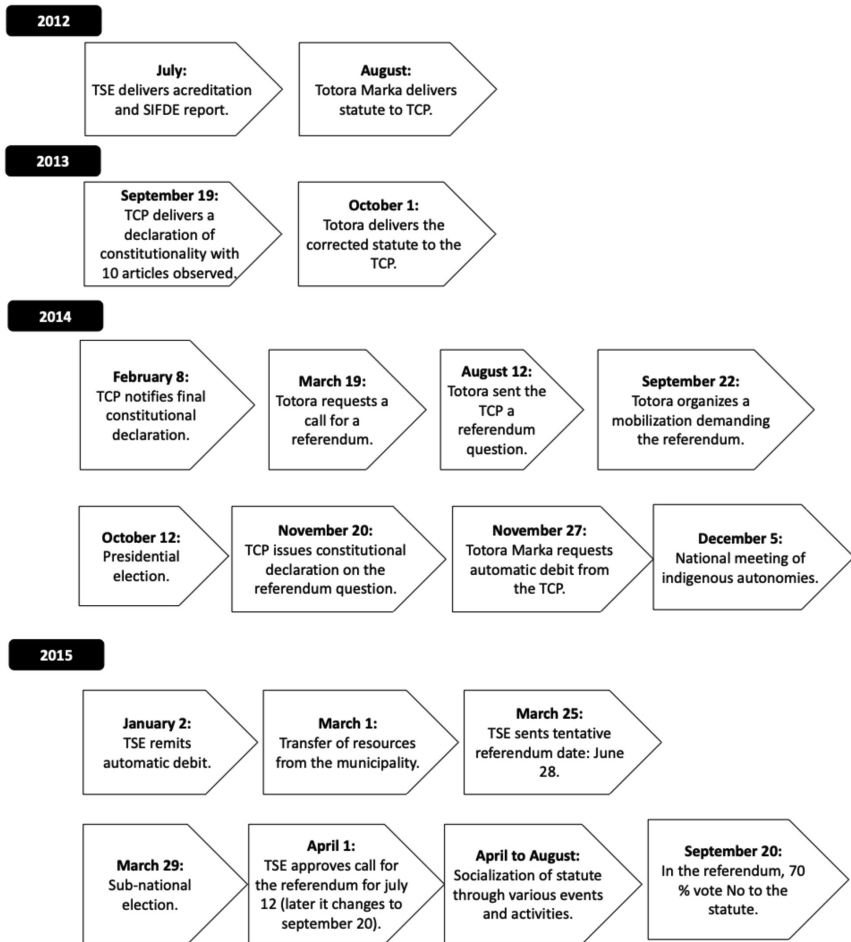 2012
July:
TSE delivers acreditation
and SIFDE report.
August:
Totora Marka delivers
statute to TCP.
2013
September 19:
TCP delivers a
declaration of
constitutionality with
10 articles observed.
October 1:
Totora delivers the
corrected statute to the
TCP.
2014
February 8:
TCP notifies final
constitutional
declaration.
March 19:
Totora requests a
call for a
referendum.
August 12:
Totora sent the
TCP a
referendum
question.
September 22:
Totora organizes a
mobilization demanding
the referendum.
October 12:
Presidential
election.
November 20:
TCP issues constitutional
declaration on the
referendum question.
November 27:
Totora Marka requests
automatic debit from
the TCP.
December 5:
National meeting of
indigenous autonomies.
2015
January 2:
TSE remits
automatic debit.
March 1:
Transfer of resources
from the municipality.
March 25:
TSE sents tentative
referendum date: June
28.
March 29:
Sub-national
election.
April 1:
TSE approves call for
the referendum for july
12 (later it changes to
september 20).
April to August:
Socialization of statute
through various events
and activities.
September 20:
In the referendum, 70
% vote No to the
statute.